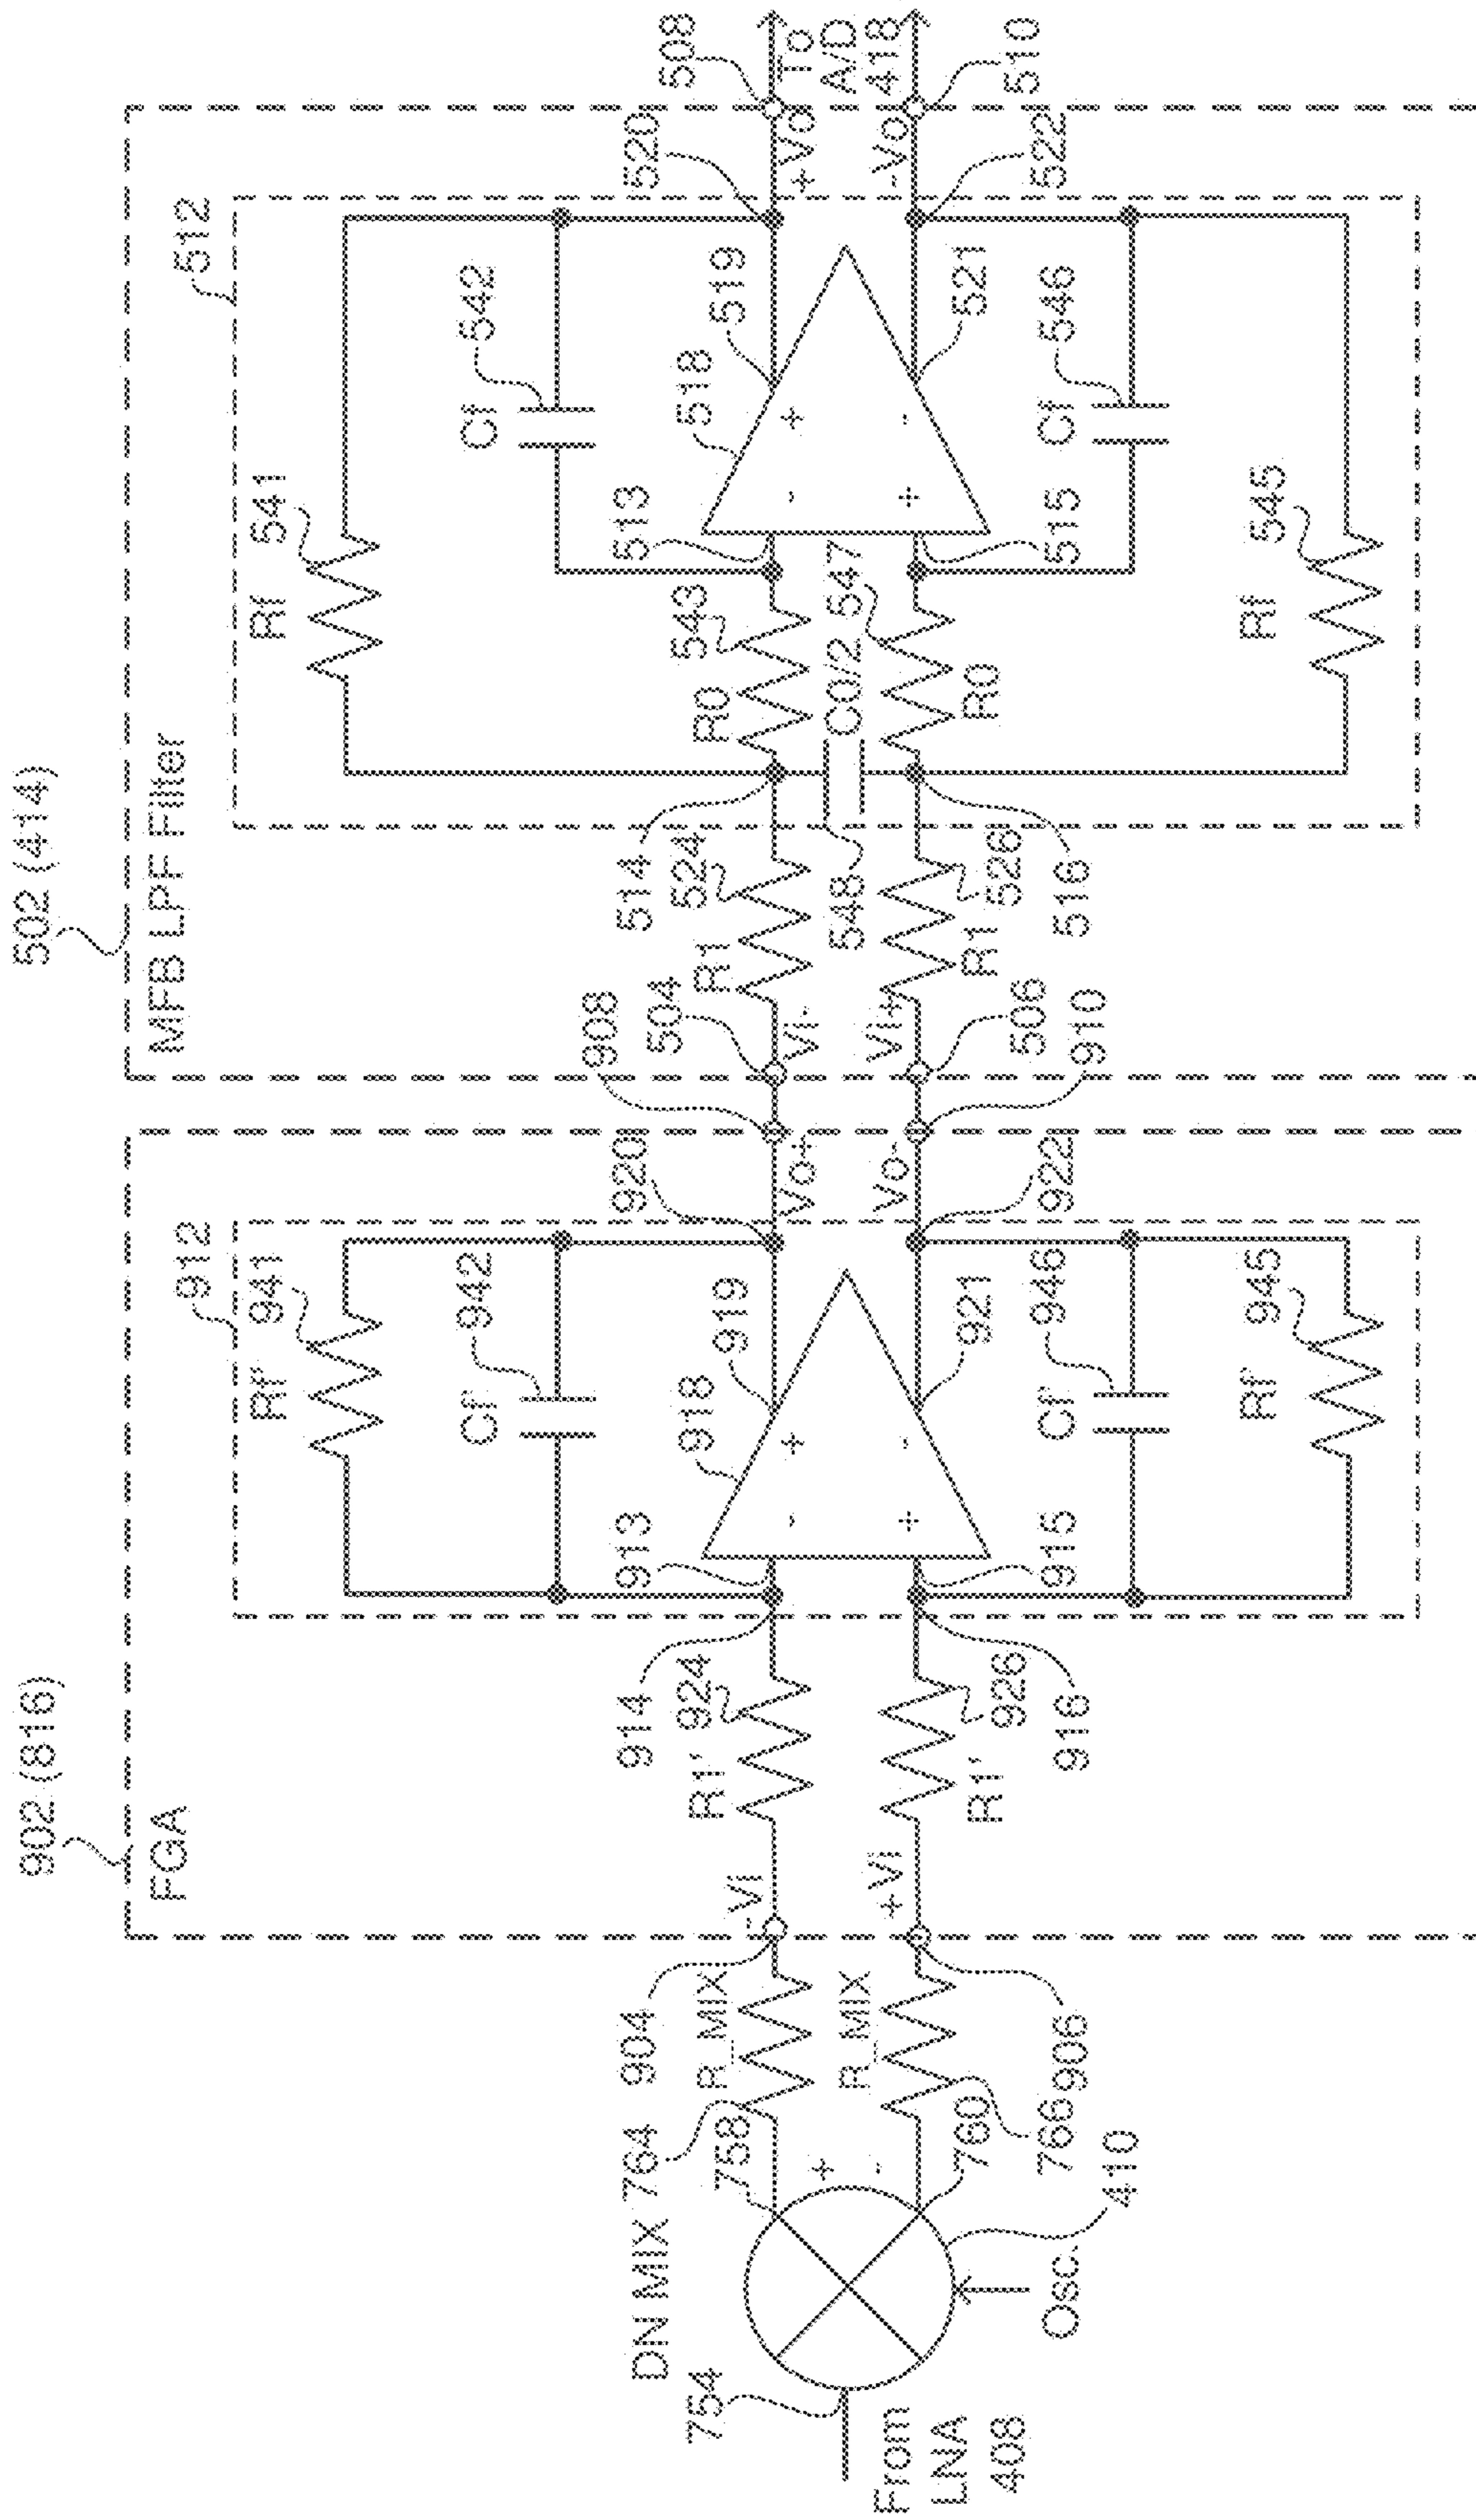 902 (816)
FGA
502 (414)
MFB LPF Filter
912
941
Rf'
942
Cf'
512
541
Rf
542
Cf
DN MIX
764
758
904
R_MIX
-Vi
914
924
R1'
913
918
919
920
Vo+
908
504
R1
Vi-
514
524
R0
543
513
518
519
520
+Vo
508
754
From
LNA
408
+
-
R_MIX
+Vi
-
+
+
-
Vo-
Vi+
548
C0/2
547
-
+
+
-
-Vo
To
A/D
418
Osc.
410
760
766
906
R1'
926
916
915
921
922
910
506
R1
526
516
R0
515
521
522
510
Cf'
946
Rf'
945
Cf
546
Rf
545